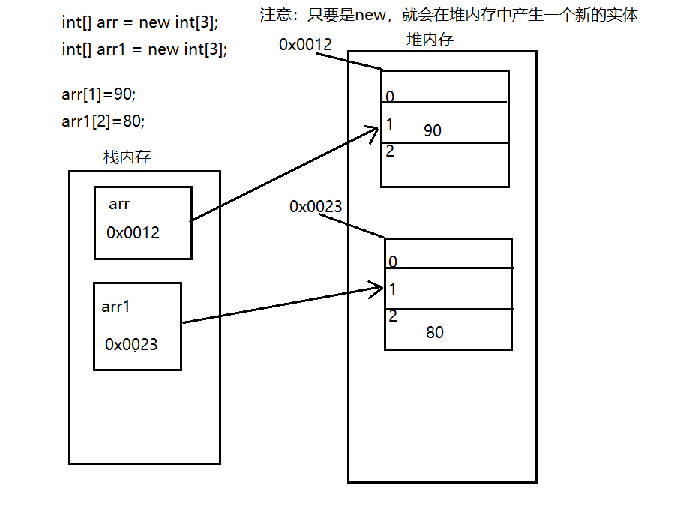 int[] arr = new int[3];
int[] arr1 = new int[3];
注意：只要是new，就会在堆内存中产生一个新的实体
arr[1]=90;
arr1[2]=80;
栈内存
arr
0x0012
arr1
0x0023
堆内存
0x0012
0
1
90
2
0x0023
0
1
2
80